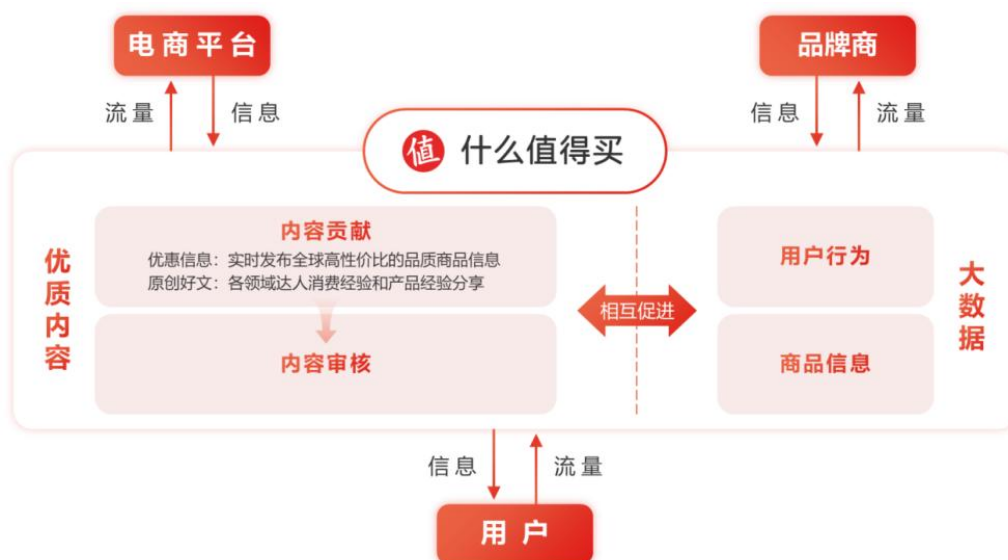 电商平台
品牌商
流量
信息
信息
流量
值
什么值得买
优质内容
内容贡献
优惠信息：实时发布全球高性价比的品质商品信息
原创好文：各领域达人消费经验和产品经验分享
内容审核
相互促进
用户行为
商品信息
大数据
信息
流量
用户